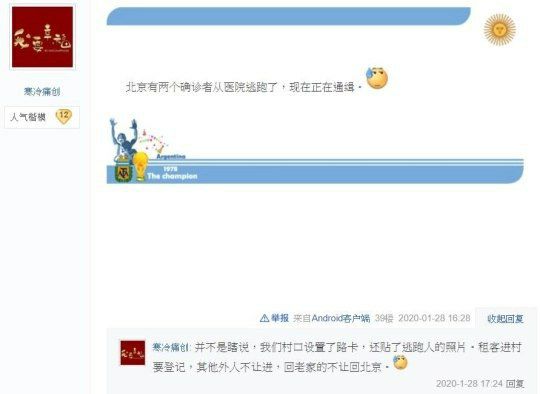 我要幸福
北京有两个确诊者从医院逃跑了，现在正在通缉。
寒冷痛创
人气楷模 12
Argentina
1978
The champion
AFA
举报 来自Android客户端 39楼 2020-01-28 16:28 收起回复
寒冷痛创: 并不是瞎说，我们村口设置了路卡，还贴了逃跑人的照片。租客进村
要登记，其他外人不让进，回老家的不让回北京。
2020-1-28 17:24 回复